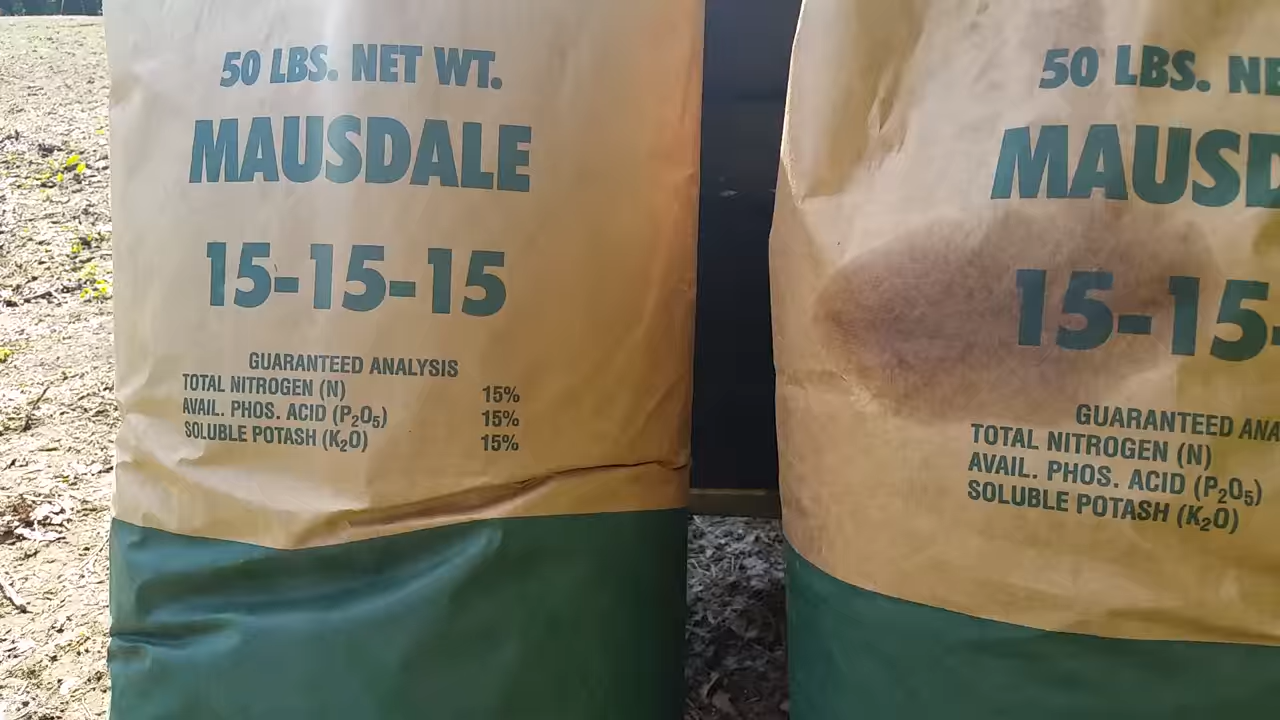 50 LBS. NET WT.
MAUSDALE
15-15-15
GUARANTEED ANALYSIS
TOTAL NITROGEN (N) 15%
AVAIL. PHOS. ACID (P₂O₅) 15%
SOLUBLE POTASH (K₂O) 15%
50 LBS. NE
MAUSD
15-15-
GUARANTEED ANA
TOTAL NITROGEN (N)
AVAIL. PHOS. ACID (P₂O₅)
SOLUBLE POTASH (K₂O)